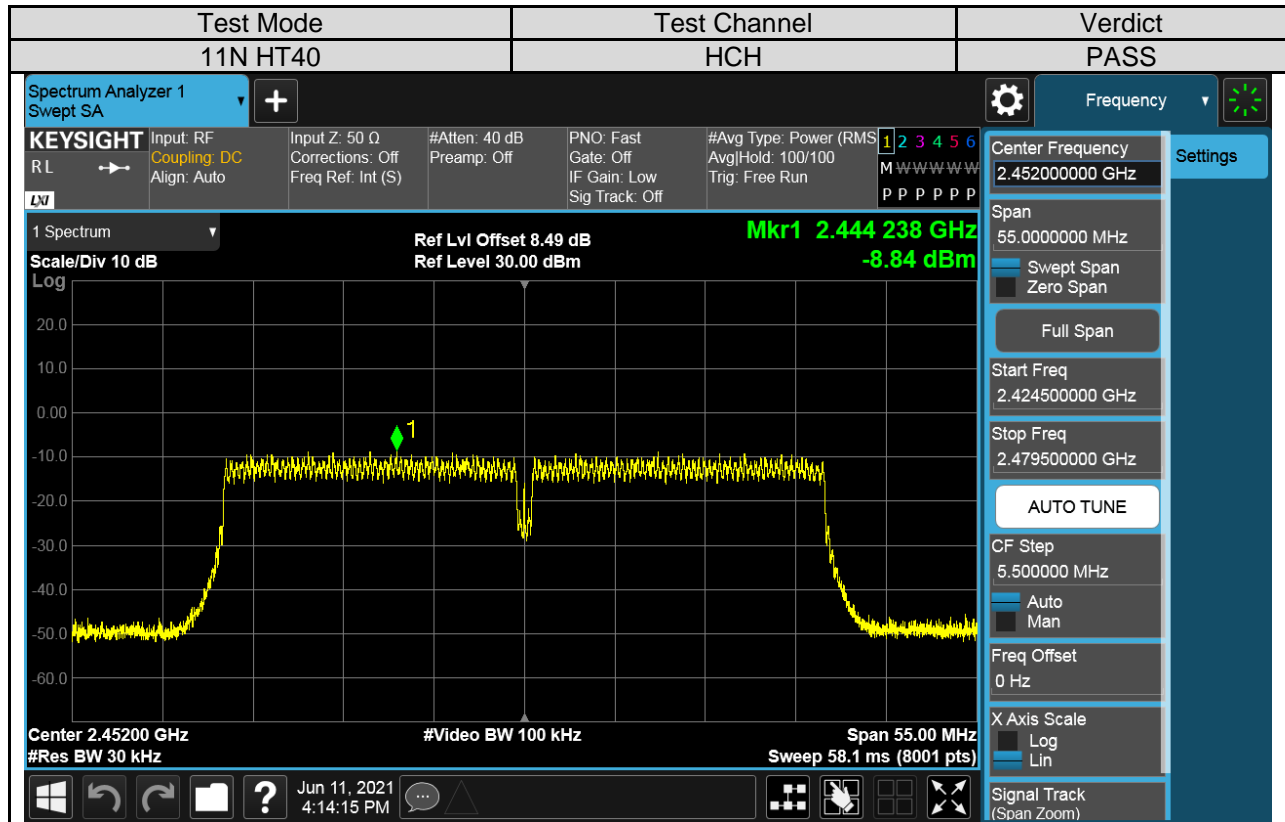 Test Mode Test Channel Verdict
11N HT40 HCH PASS
Spectrum Analyzer 1
Swept SA
Frequency
KEYSIGHT Input: RF Input Z: 50 Ω #Atten: 40 dB PNO: Fast #Avg Type: Power (RMS 1 2 3 4 5 6
RL Coupling: DC Corrections: Off Preamp: Off Gate: Off Avg|Hold: 100/100 M W W W W W
Align: Auto Freq Ref: Int (S) IF Gain: Low Trig: Free Run
LXI Sig Track: Off P P P P P P
1 Spectrum
Ref Lvl Offset 8.49 dB Mkr1 2.444 238 GHz
Scale/Div 10 dB Ref Level 30.00 dBm -8.84 dBm
Log
20.0
10.0
0.00
1
-10.0
-20.0
-30.0
-40.0
-50.0
-60.0
Center 2.45200 GHz #Video BW 100 kHz Span 55.00 MHz
#Res BW 30 kHz Sweep 58.1 ms (8001 pts)
Jun 11, 2021
4:14:15 PM
?
Center Frequency
2.452000000 GHz
Settings
Span
55.0000000 MHz
Swept Span
Zero Span
Full Span
Start Freq
2.424500000 GHz
Stop Freq
2.479500000 GHz
AUTO TUNE
CF Step
5.500000 MHz
Auto
Man
Freq Offset
0 Hz
X Axis Scale
Log
Lin
Signal Track
(Span Zoom)